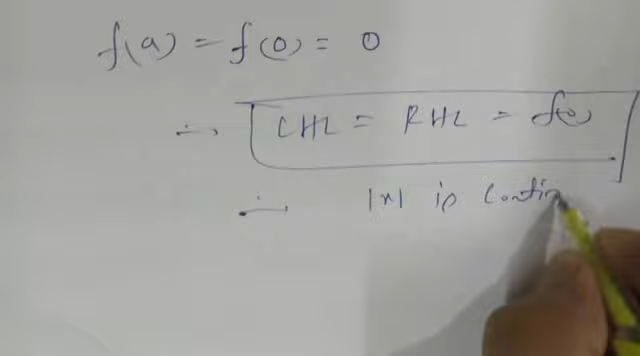 f(a) = f(0) = 0
∴ LHL = RHL = f(0)
∴ |x| is contin